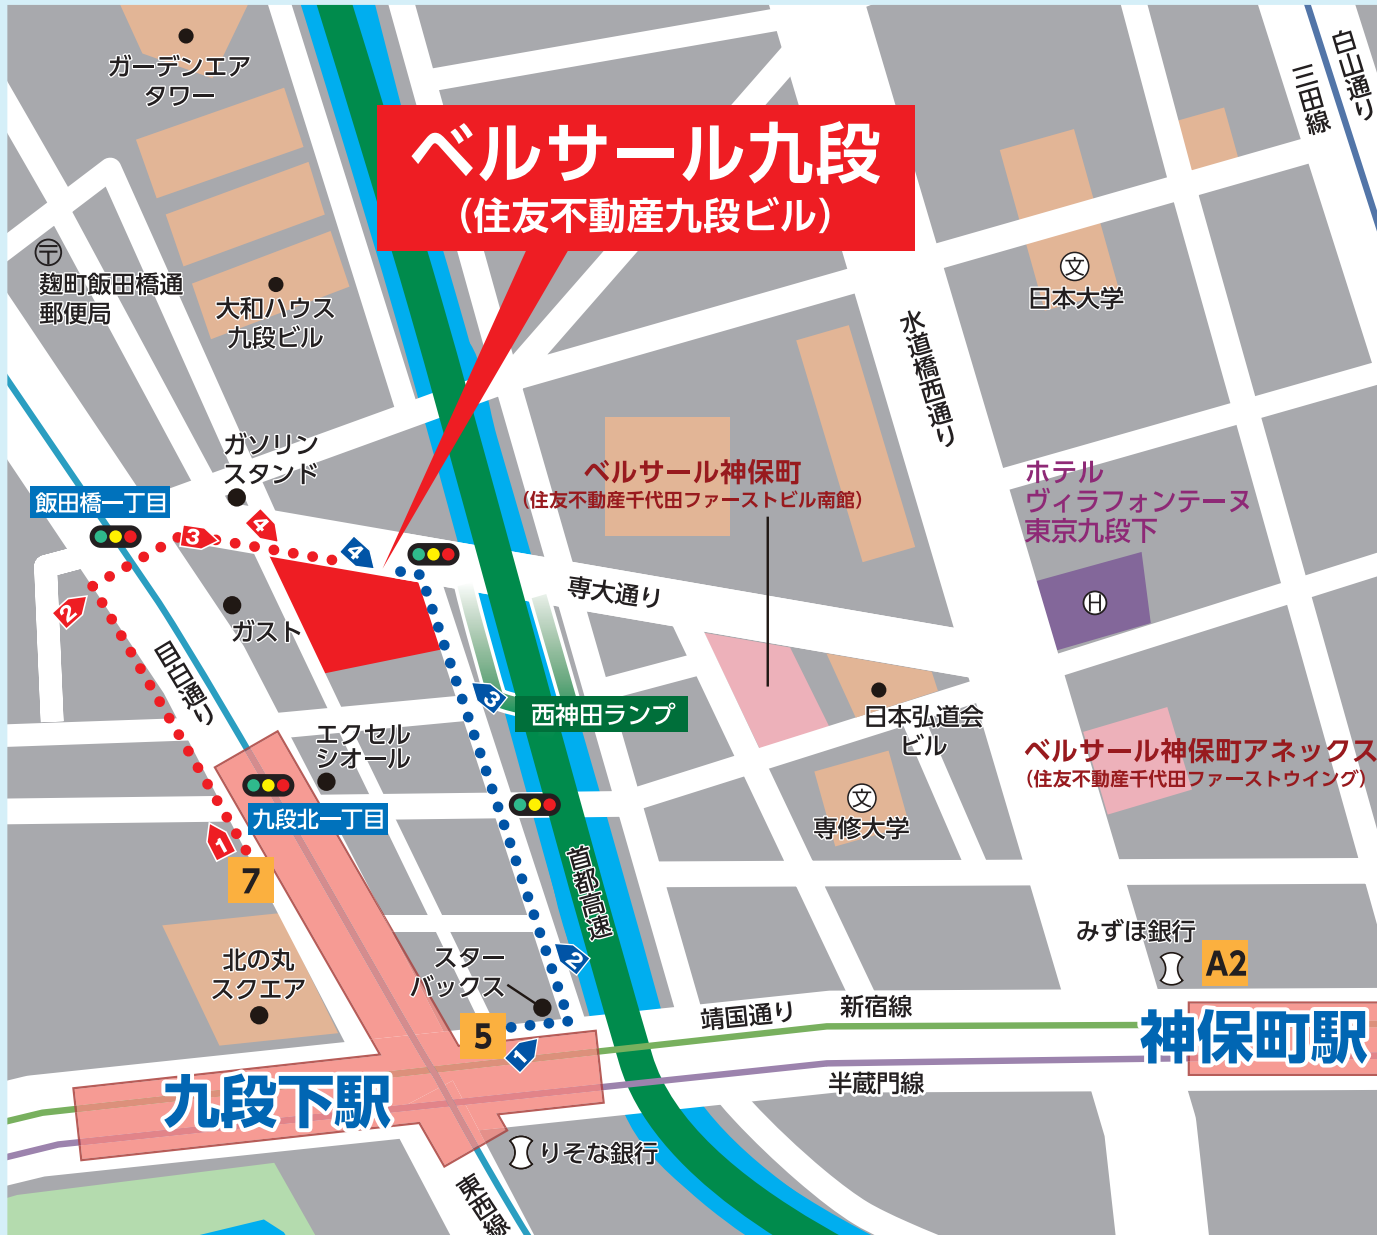 ガーデンエア
タワー
ベルサール九段
（住友不動産九段ビル）
白山通り
三田線
〒
麹町飯田橋通
郵便局
大和ハウス
九段ビル
文
日本大学
水道橋西通り
ガソリン
スタンド
飯田橋一丁目
ベルサール神保町
（住友不動産千代田ファーストビル南館）
ホテル
ヴィラフォンテーヌ
東京九段下
H
3
4
4
2
専大通り
ガスト
目白通り
3
西神田ランプ
日本弘道会
ビル
エクセル
シオール
ベルサール神保町アネックス
（住友不動産千代田ファーストウイング）
文
専修大学
九段北一丁目
1
7
首都高速
北の丸
スクエア
スター
バックス
2
みずほ銀行
A2
5
1
靖国通り
新宿線
神保町駅
九段下駅
半蔵門線
りそな銀行
東西線